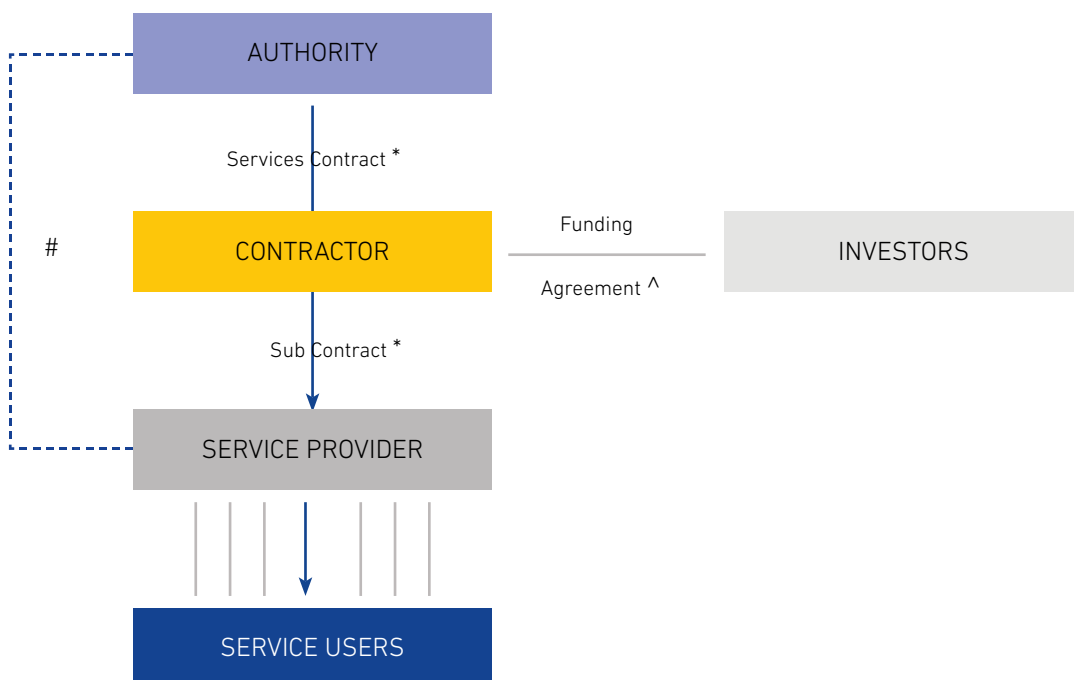 AUTHORITY
Services Contract *
#
CONTRACTOR
Funding
Agreement ^
INVESTORS
Sub Contract *
SERVICE PROVIDER
SERVICE USERS